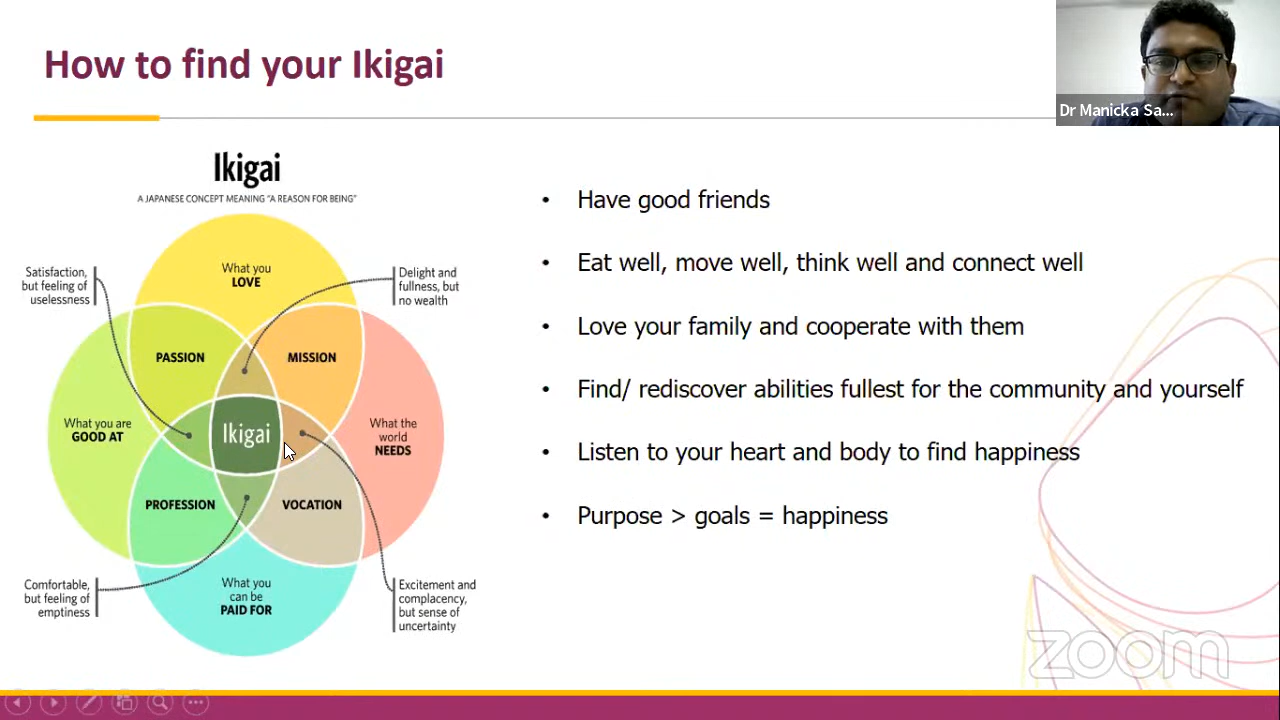 How to find your Ikigai
Dr Manicka Sa...
Ikigai
A JAPANESE CONCEPT MEANING "A REASON FOR BEING"
Satisfaction,
but feeling of
uselessness
What you
LOVE
Delight and
fullness, but
no wealth
PASSION
MISSION
What you are
GOOD AT
Ikigai
What the
world
NEEDS
PROFESSION
VOCATION
Comfortable,
but feeling of
emptiness
What you
can be
PAID FOR
Excitement and
complacency,
but sense of
uncertainty
• Have good friends
• Eat well, move well, think well and connect well
• Love your family and cooperate with them
• Find/ rediscover abilities fullest for the community and yourself
• Listen to your heart and body to find happiness
• Purpose > goals = happiness
zoom